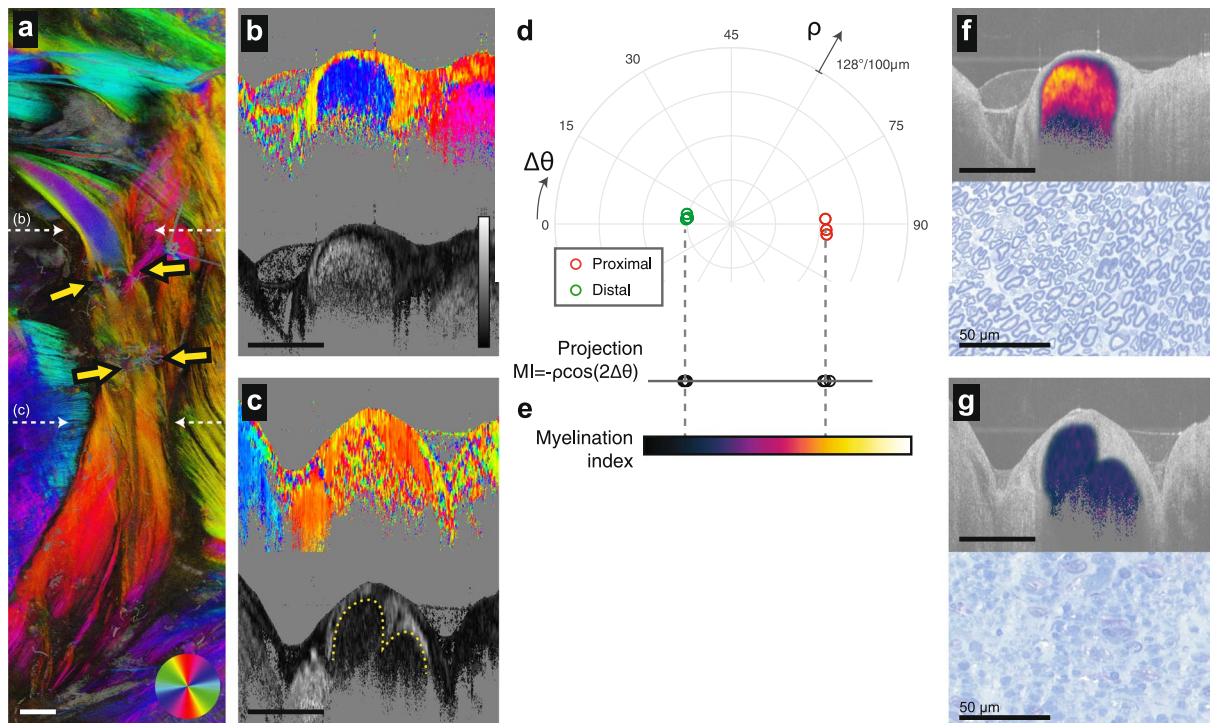 a
(b)
(c)
b
c
d
0
15
30
45
75
90
Δθ
ρ
128°/100µm
Proximal
Distal
Projection
MI=-ρcos(2Δθ)
e
Myelination
index
f
50 µm
g
50 µm